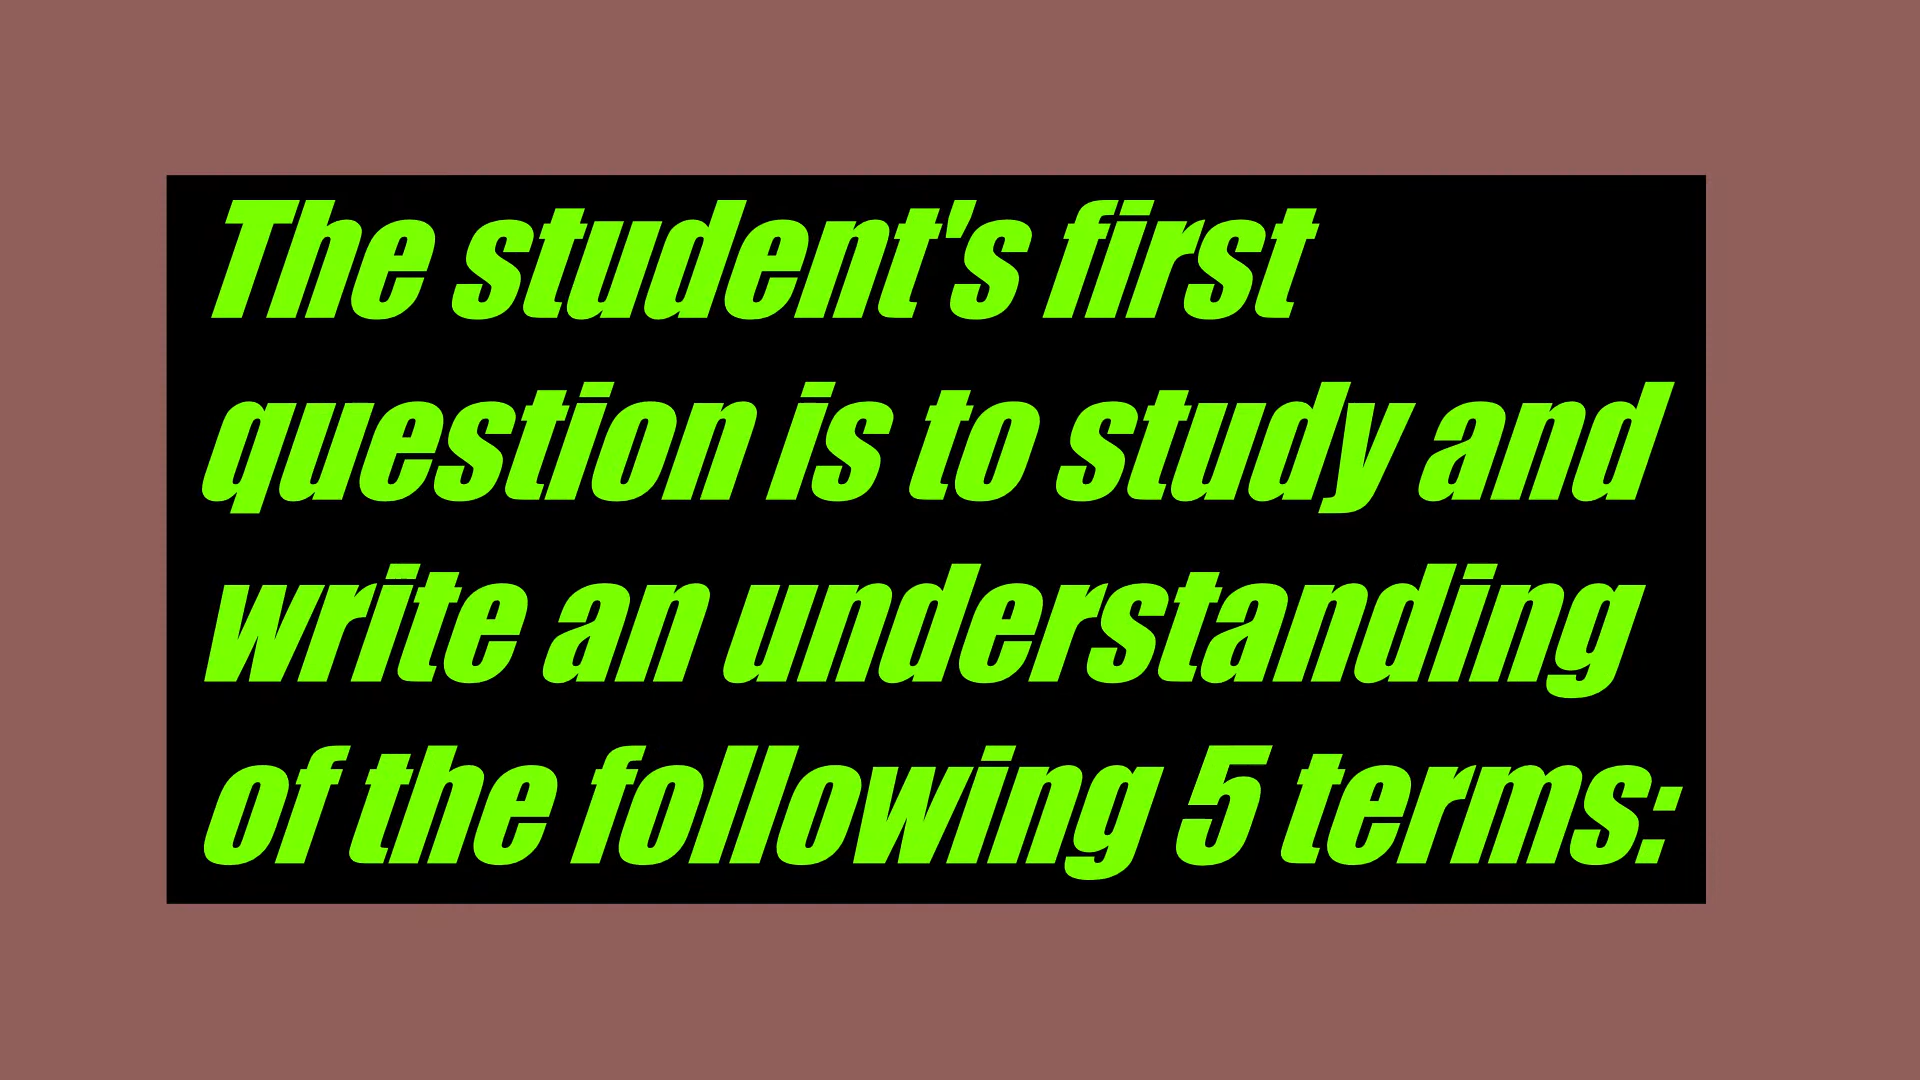 The student's first
question is to study and
write an understanding
of the following 5 terms: